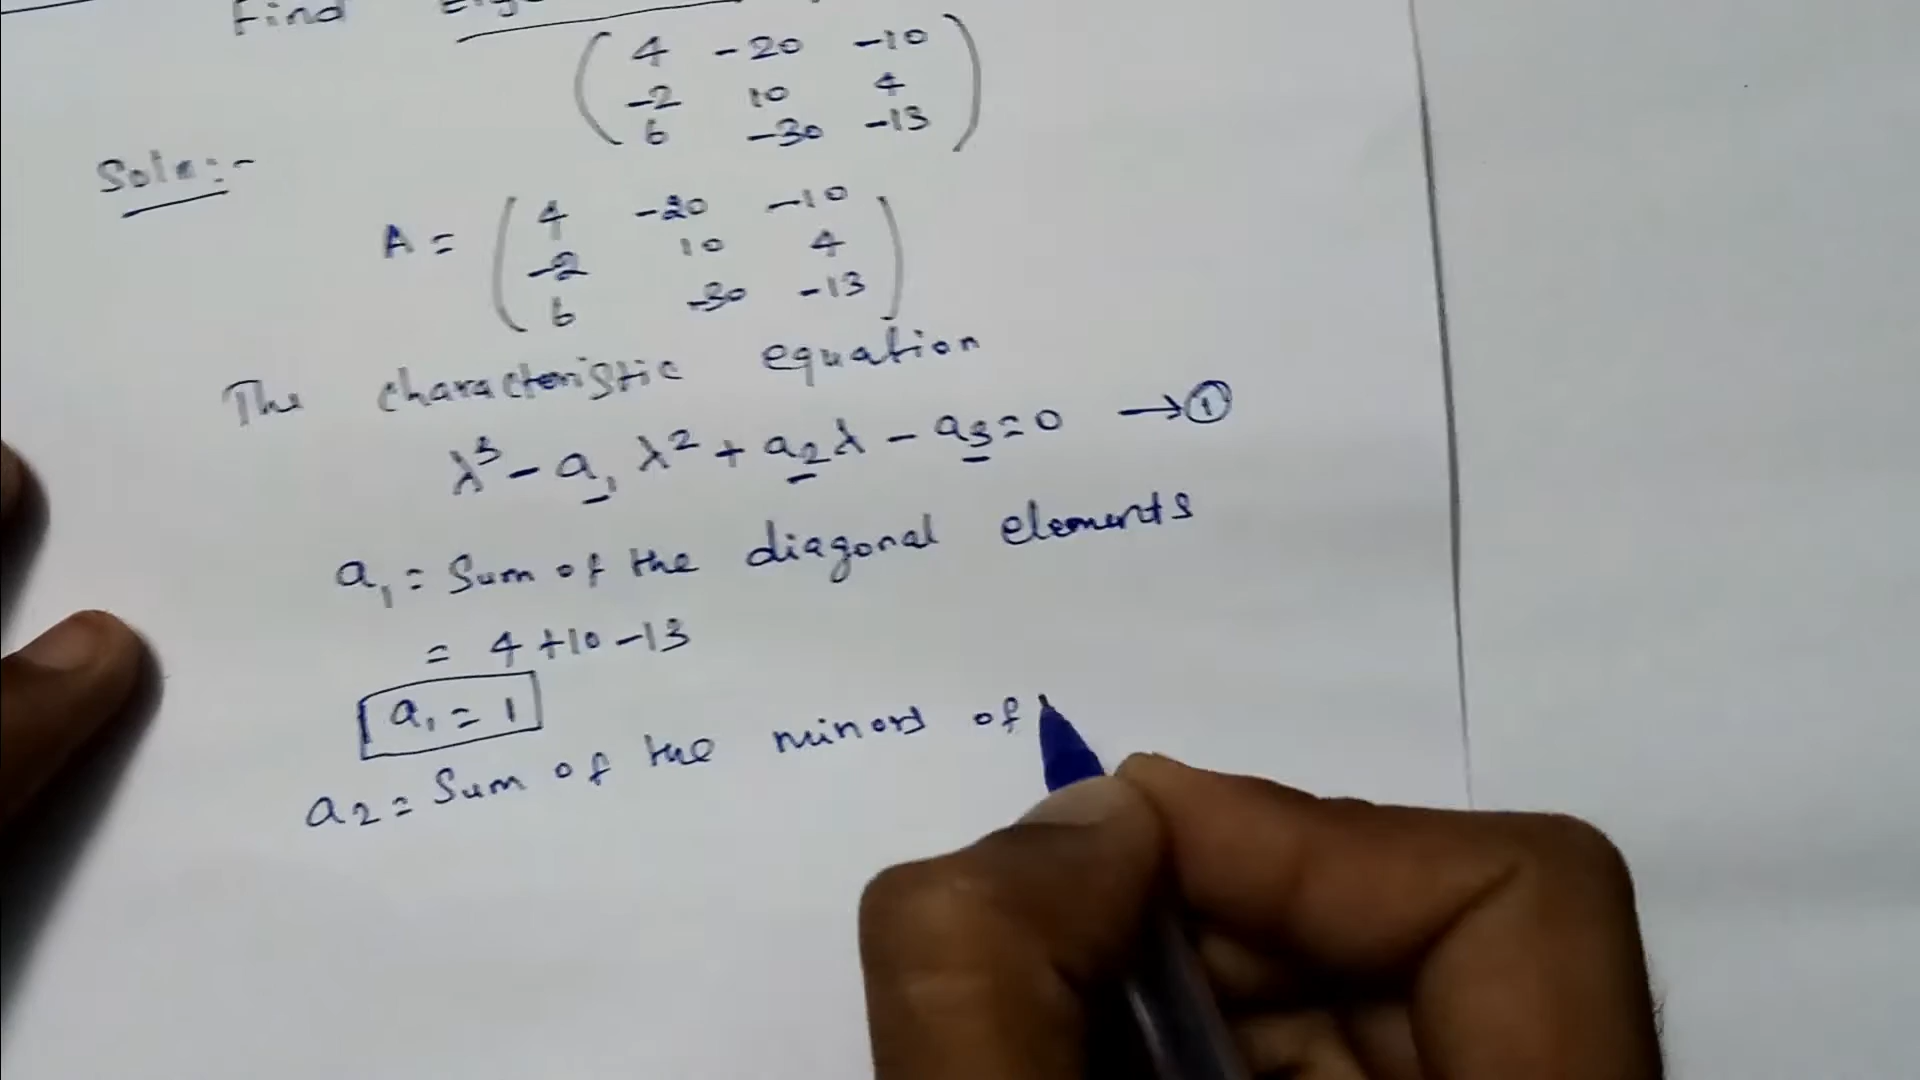 Find
4 -20 -10
-2 10 4
6 -30 -13
Soln:-
A = 4 -20 -10
-2 10 4
6 -30 -13
The characteristic equation
λ³ - a₁ λ² + a₂ λ - a₃ = 0 → ①
a₁ = Sum of the diagonal elements
= 4 + 10 - 13
a₁ = 1
a₂ = Sum of the minors of